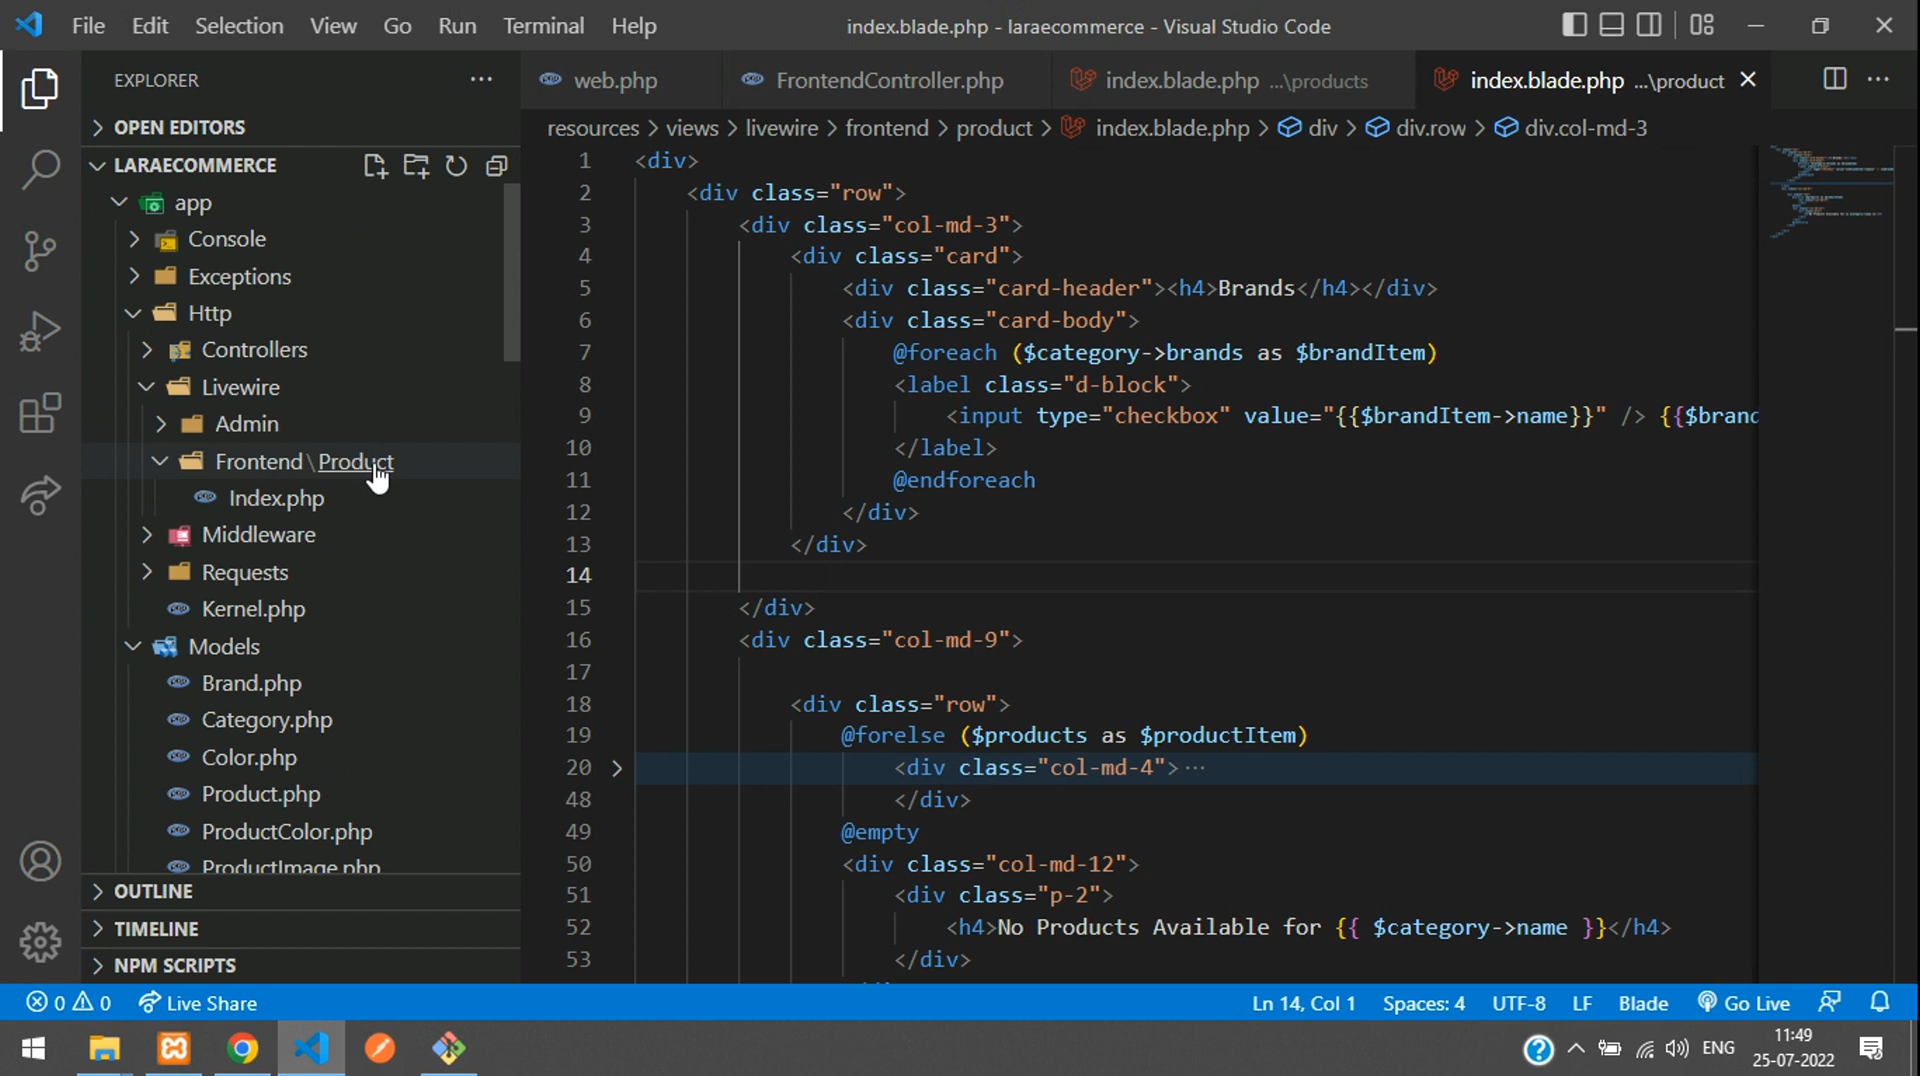 File Edit Selection View Go Run Terminal Help
index.blade.php - laraecommerce - Visual Studio Code
EXPLORER
OPEN EDITORS
LARAECOMMERCE
app
Console
Exceptions
Http
Controllers
Livewire
Admin
Frontend\Product
Index.php
Middleware
Requests
Kernel.php
Models
Brand.php
Category.php
Color.php
Product.php
ProductColor.php
ProductImage.php
OUTLINE
TIMELINE
NPM SCRIPTS
web.php FrontendController.php index.blade.php ...\products index.blade.php ...\product
resources > views > livewire > frontend > product > index.blade.php > div > div.row > div.col-md-3
1 <div>
2 <div class="row">
3 <div class="col-md-3">
4 <div class="card">
5 <div class="card-header"><h4>Brands</h4></div>
6 <div class="card-body">
7 @foreach ($category->brands as $brandItem)
8 <label class="d-block">
9 <input type="checkbox" value="{{$brandItem->name}}" /> {{$brand
10 </label>
11 @endforeach
12 </div>
13 </div>
14
15 </div>
16 <div class="col-md-9">
17
18 <div class="row">
19 @forelse ($products as $productItem)
20 <div class="col-md-4"> ...
48 </div>
49 @empty
50 <div class="col-md-12">
51 <div class="p-2">
52 <h4>No Products Available for {{ $category->name }}</h4>
53 </div>
0 0 Live Share
Ln 14, Col 1 Spaces: 4 UTF-8 LF Blade Go Live
ENG
11:49
25-07-2022